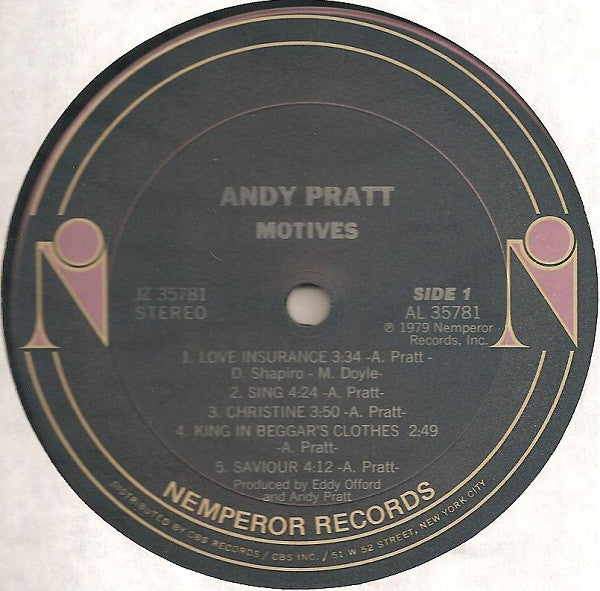 ANDY PRATT
MOTIVES
JZ 35781
STEREO
SIDE 1
AL 35781
℗ 1979 Nemperor
Records, Inc.
1. LOVE INSURANCE 3:34 -A. Pratt -
D. Shapiro - M. Doyle-
2. SING 4:24 -A. Pratt-
3. CHRISTINE 3:50 -A. Pratt-
4. KING IN BEGGAR'S CLOTHES 2:49
-A. Pratt-
5. SAVIOUR 4:12 -A. Pratt-
Produced by Eddy Offord
and Andy Pratt
NEMPEROR RECORDS
DISTRIBUTED BY CBS RECORDS / CBS INC. / 51 W 52 STREET, NEW YORK CITY